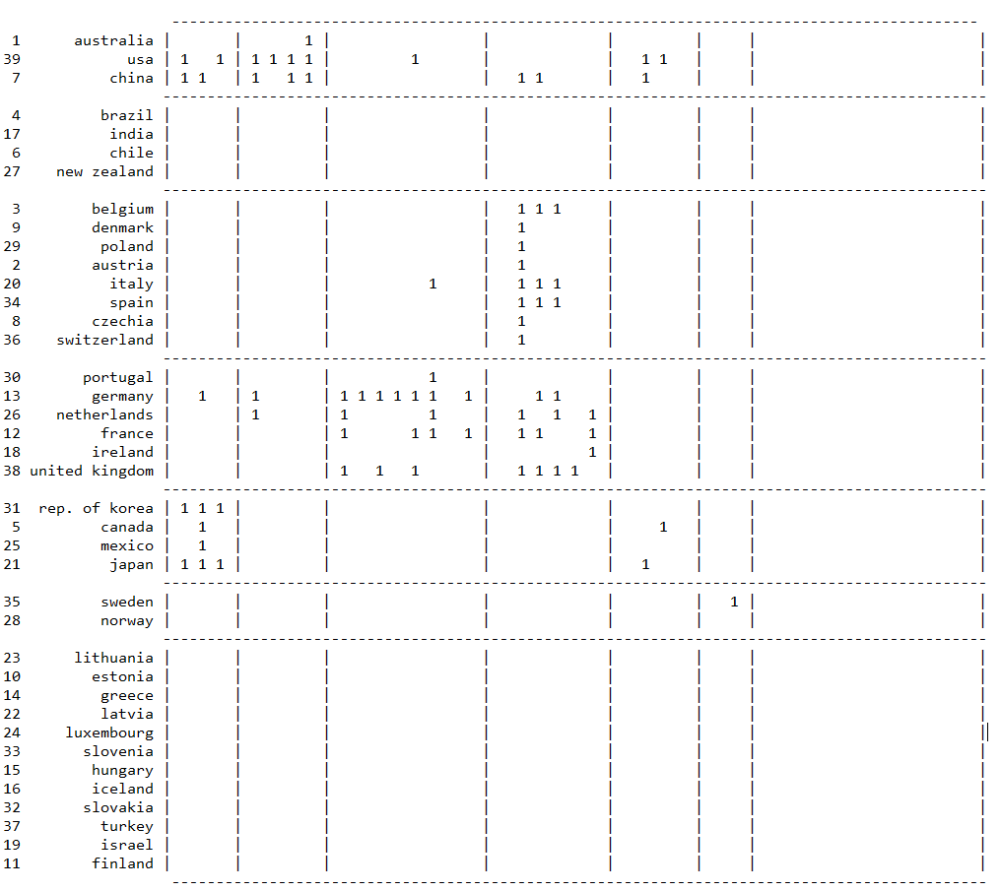 - - - - - - - - - - - - - - - - - - - - - - - - - - - - - - - - - - - - - - - - - - - - - -
 1      australia |       |       1 |                 |             |         |     |                         |
39            usa | 1   1 | 1 1 1 1 |         1       |             |   1 1   |     |                         |
 7          china | 1 1   | 1   1 1 |                 |   1 1       |   1     |     |                         |
- - - - - - - - - - - - - - - - - - - - - - - - - - - - - - - - - - - - - - - - - - - - - - -
 4         brazil |       |         |                 |             |         |     |                         |
17          india |       |         |                 |             |         |     |                         |
 6          chile |       |         |                 |             |         |     |                         |
27    new zealand |       |         |                 |             |         |     |                         |
- - - - - - - - - - - - - - - - - - - - - - - - - - - - - - - - - - - - - - - - - - - - - - -
 3        belgium |       |         |                 |   1 1 1     |         |     |                         |
 9        denmark |       |         |                 |   1         |         |     |                         |
29         poland |       |         |                 |   1         |         |     |                         |
 2        austria |       |         |                 |   1         |         |     |                         |
20          italy |       |         |           1     |   1 1 1     |         |     |                         |
34          spain |       |         |                 |   1 1 1     |         |     |                         |
 8        czechia |       |         |                 |   1         |         |     |                         |
36    switzerland |       |         |                 |   1         |         |     |                         |
- - - - - - - - - - - - - - - - - - - - - - - - - - - - - - - - - - - - - - - - - - - - - - -
30       portugal |       |         |           1     |             |         |     |                         |
13        germany |   1   | 1       | 1 1 1 1 1 1   1 |     1 1     |         |     |                         |
26    netherlands |       | 1       | 1         1     |   1   1   1 |         |     |                         |
12         france |       |         | 1       1 1   1 |   1 1     1 |         |     |                         |
18        ireland |       |         |                 |           1 |         |     |                         |
38 united kingdom |       |         | 1   1   1       |   1 1 1 1   |         |     |                         |
- - - - - - - - - - - - - - - - - - - - - - - - - - - - - - - - - - - - - - - - - - - - - - -
31  rep. of korea | 1 1 1 |         |                 |             |         |     |                         |
 5         canada |   1   |         |                 |             |     1   |     |                         |
25         mexico |   1   |         |                 |             |         |     |                         |
21          japan | 1 1 1 |         |                 |             |   1     |     |                         |
- - - - - - - - - - - - - - - - - - - - - - - - - - - - - - - - - - - - - - - - - - - - - - -
35         sweden |       |         |                 |             |         |   1 |                         |
28         norway |       |         |                 |             |         |     |                         |
- - - - - - - - - - - - - - - - - - - - - - - - - - - - - - - - - - - - - - - - - - - - - - -
23      lithuania |       |         |                 |             |         |     |                         |
10        estonia |       |         |                 |             |         |     |                         |
14         greece |       |         |                 |             |         |     |                         |
22         latvia |       |         |                 |             |         |     |                         |
24     luxembourg |       |         |                 |             |         |     |                         |
33       slovenia |       |         |                 |             |         |     |                         |
15        hungary |       |         |                 |             |         |     |                         |
16        iceland |       |         |                 |             |         |     |                         |
32       slovakia |       |         |                 |             |         |     |                         |
37         turkey |       |         |                 |             |         |     |                         |
19         israel |       |         |                 |             |         |     |                         |
11        finland |       |         |                 |             |         |     |                         |
- - - - - - - - - - - - - - - - - - - - - - - - - - - - - - - - - - - - - - - - - - - - - -